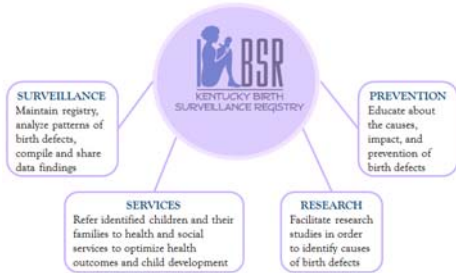 KBSR
KENTUCKY BIRTH
SURVEILLANCE REGISTRY
SURVEILLANCE
Maintain registry,
analyze patterns of
birth defects,
compile and share
data findings
PREVENTION
Educate about
the causes,
impact, and
prevention of
birth defects
SERVICES
Refer identified children and their
families to health and social
services to optimize health
outcomes and child development
RESEARCH
Facilitate research
studies in order
to identify causes
of birth defects